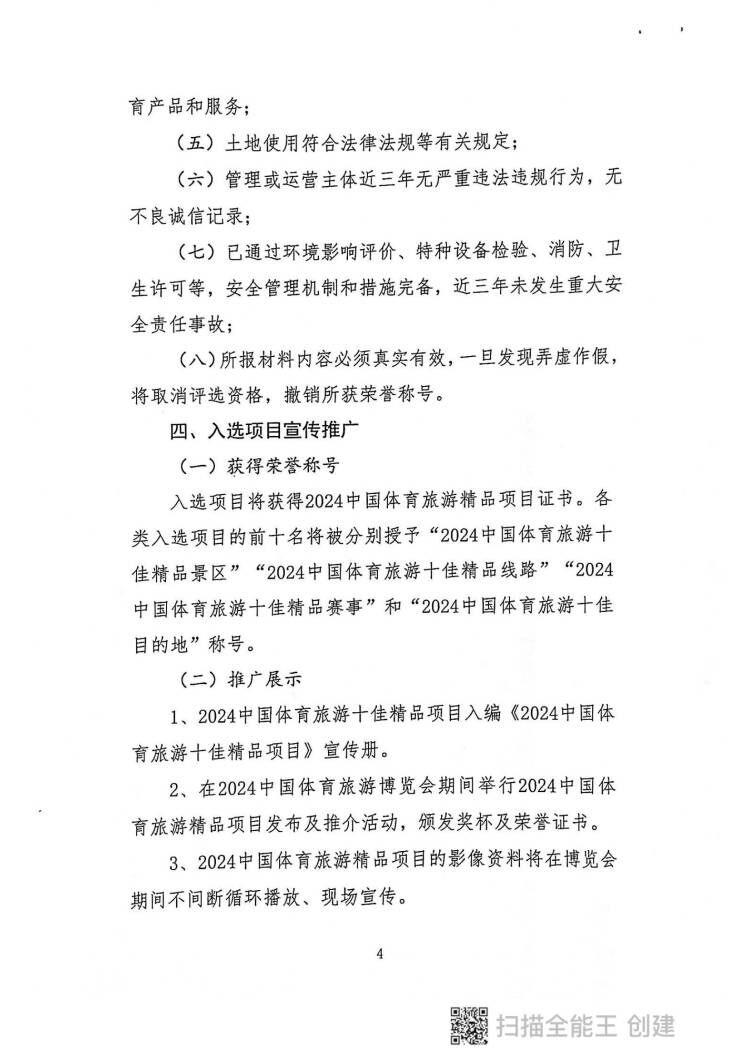 育产品和服务；
（五）土地使用符合法律法规等有关规定；
（六）管理或运营主体近三年无严重违法违规行为，无
不良诚信记录；
（七）已通过环境影响评价、特种设备检验、消防、卫
生许可等，安全管理机制和措施完备，近三年未发生重大安
全责任事故；
（八）所报材料内容必须真实有效，一旦发现弄虚作假，
将取消评选资格，撤销所获荣誉称号。
四、入选项目宣传推广
（一）获得荣誉称号
入选项目将获得2024中国体育旅游精品项目证书。各
类入选项目的前十名将被分别授予“2024中国体育旅游十
佳精品景区”“2024中国体育旅游十佳精品线路”“2024
中国体育旅游十佳精品赛事”和“2024中国体育旅游十佳
目的地”称号。
（二）推广展示
1、2024中国体育旅游十佳精品项目入编《2024中国体
育旅游十佳精品项目》宣传册。
2、在2024中国体育旅游博览会期间举行2024中国体
育旅游精品项目发布及推介活动，颁发奖杯及荣誉证书。
3、2024中国体育旅游精品项目的影像资料将在博览会
期间不间断循环播放、现场宣传。
4
扫描全能王 创建